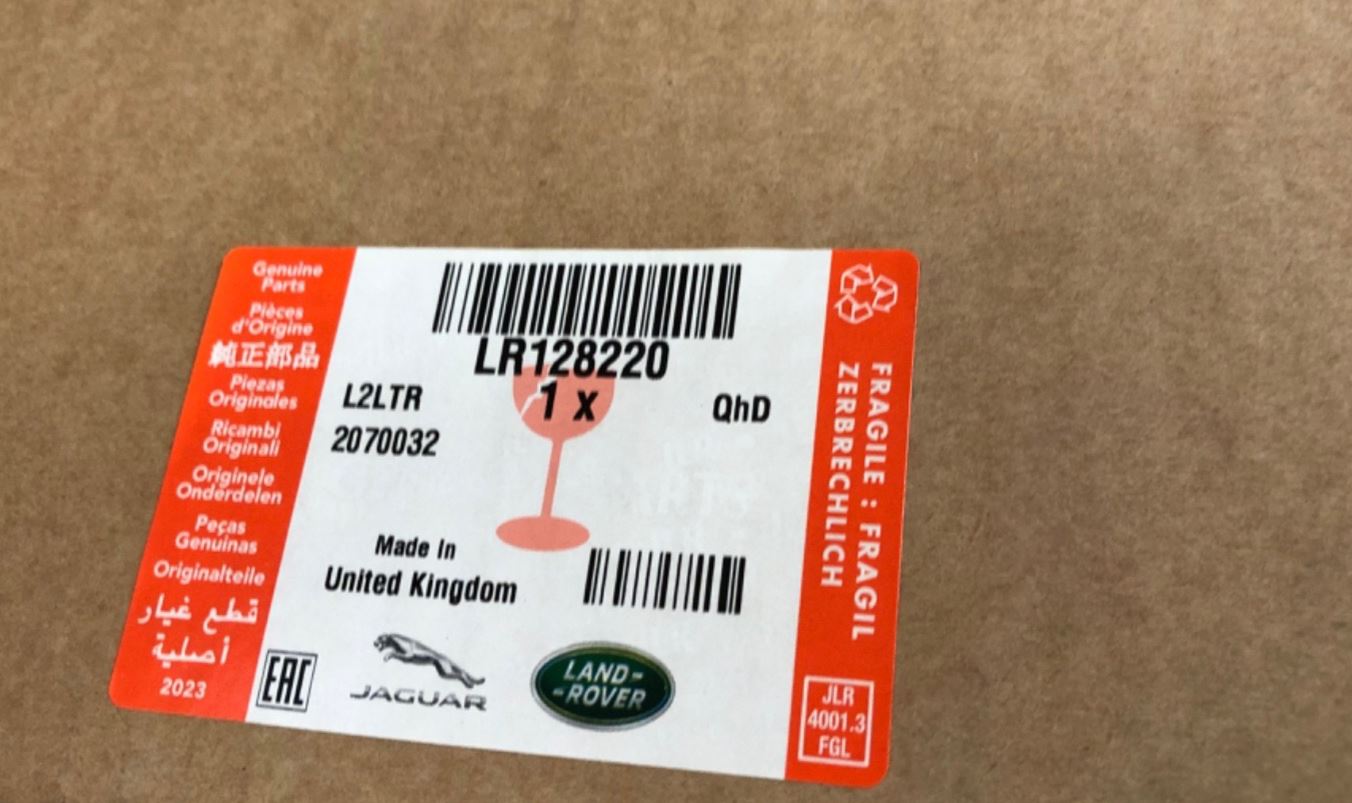 Genuine
Parts
Pièces
d'Origine
純正部品
Piezas
Originales
Ricambi
Originali
Originele
Onderdelen
Peças
Genuinas
Originalteile
قطع غيار
أصلية
2023
LR128220
1 x
L2LTR
QhD
2070032
Made In
United Kingdom
EAC
JAGUAR
LAND-
-ROVER
FRAGILE : FRAGIL
ZERBRECHLICH
JLR
4001.3
FGL